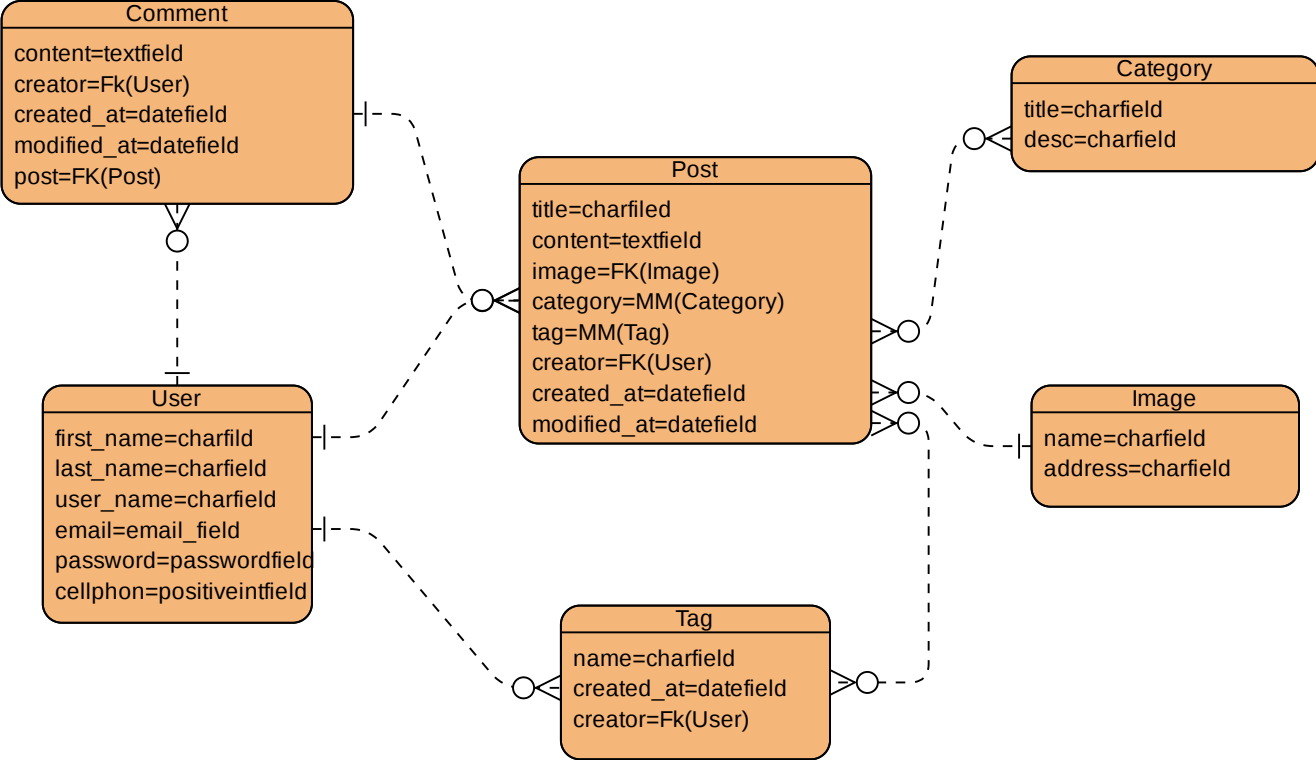 Comment
content=textfield
creator=Fk(User)
created_at=datefield
modified_at=datefield
post=FK(Post)
Category
title=charfield
desc=charfield
Post
title=charfiled
content=textfield
image=FK(Image)
category=MM(Category)
tag=MM(Tag)
creator=FK(User)
created_at=datefield
modified_at=datefield
User
first_name=charfild
last_name=charfield
user_name=charfield
email=email_field
password=passwordfield
cellphon=positiveintfield
Image
name=charfield
address=charfield
Tag
name=charfield
created_at=datefield
creator=Fk(User)